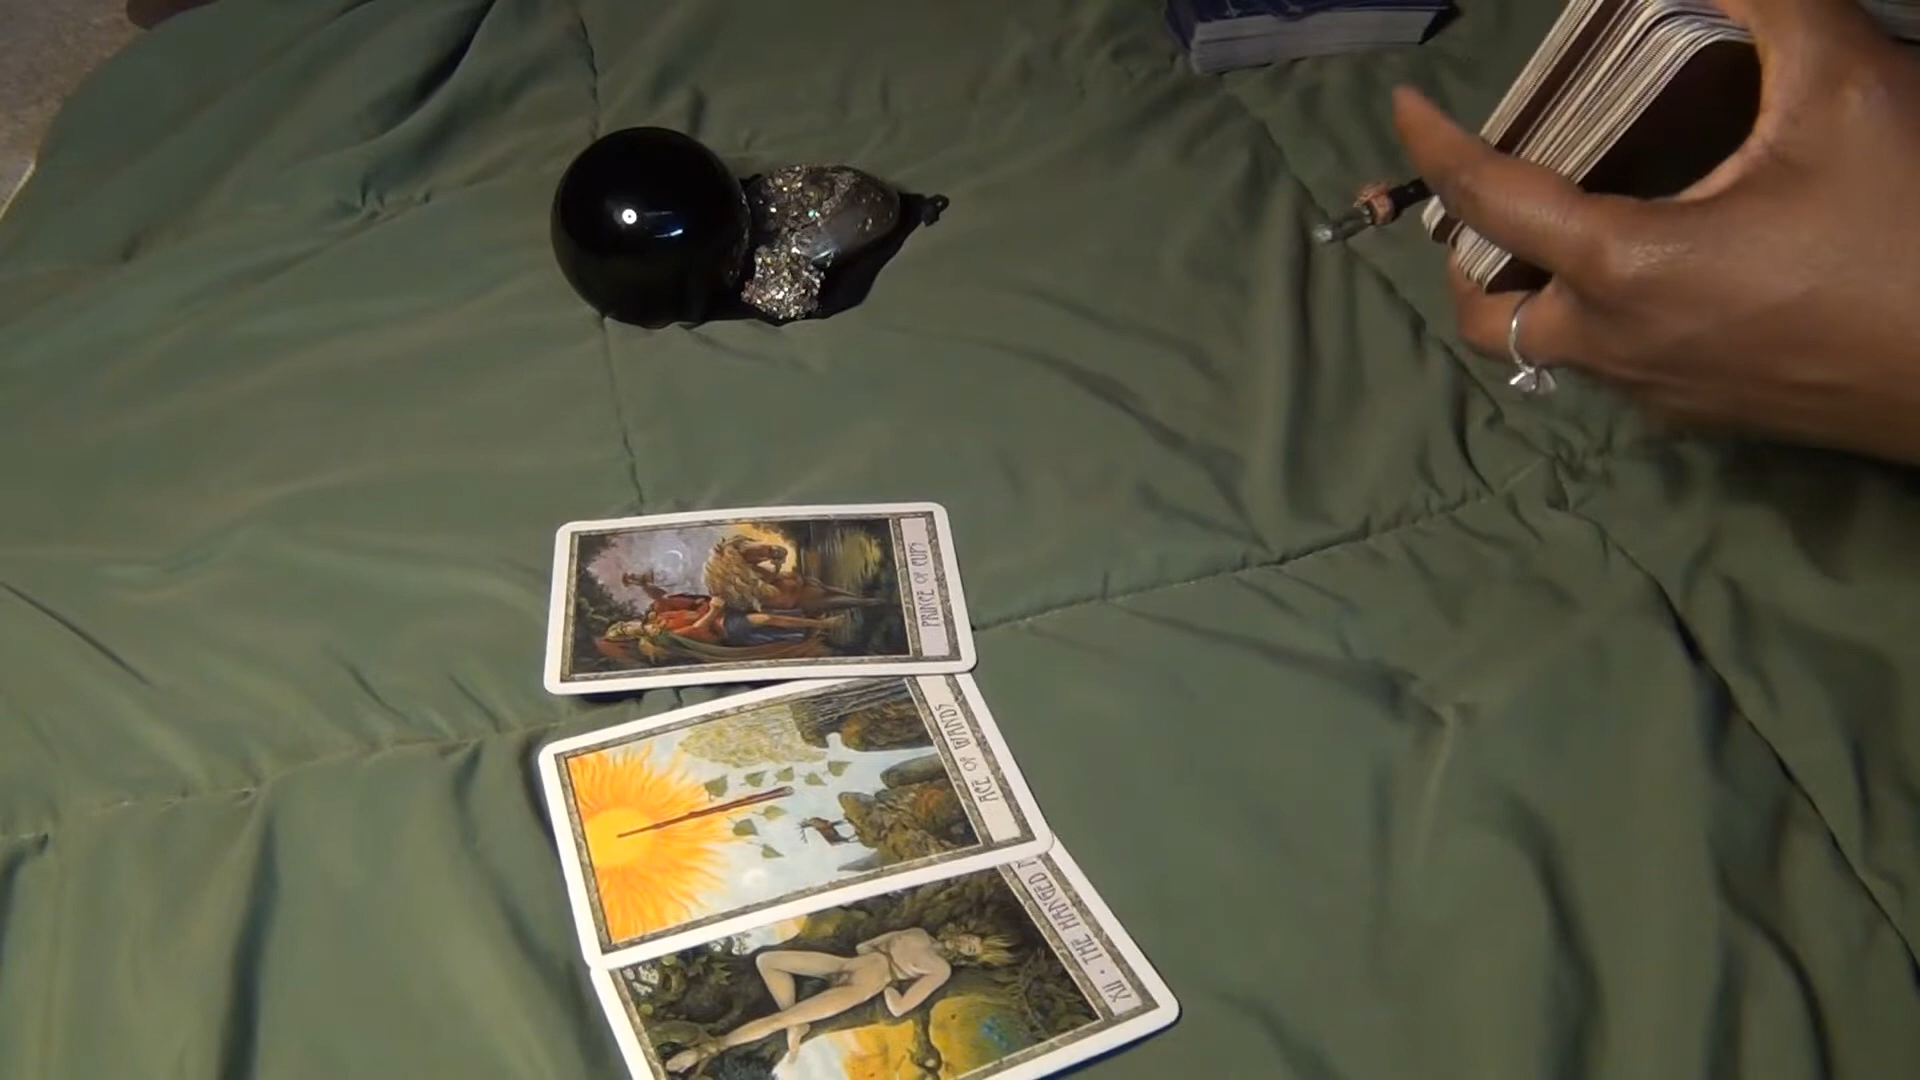 PRINCE OF CUPS
ACE OF WANDS
XII • THE HANGED